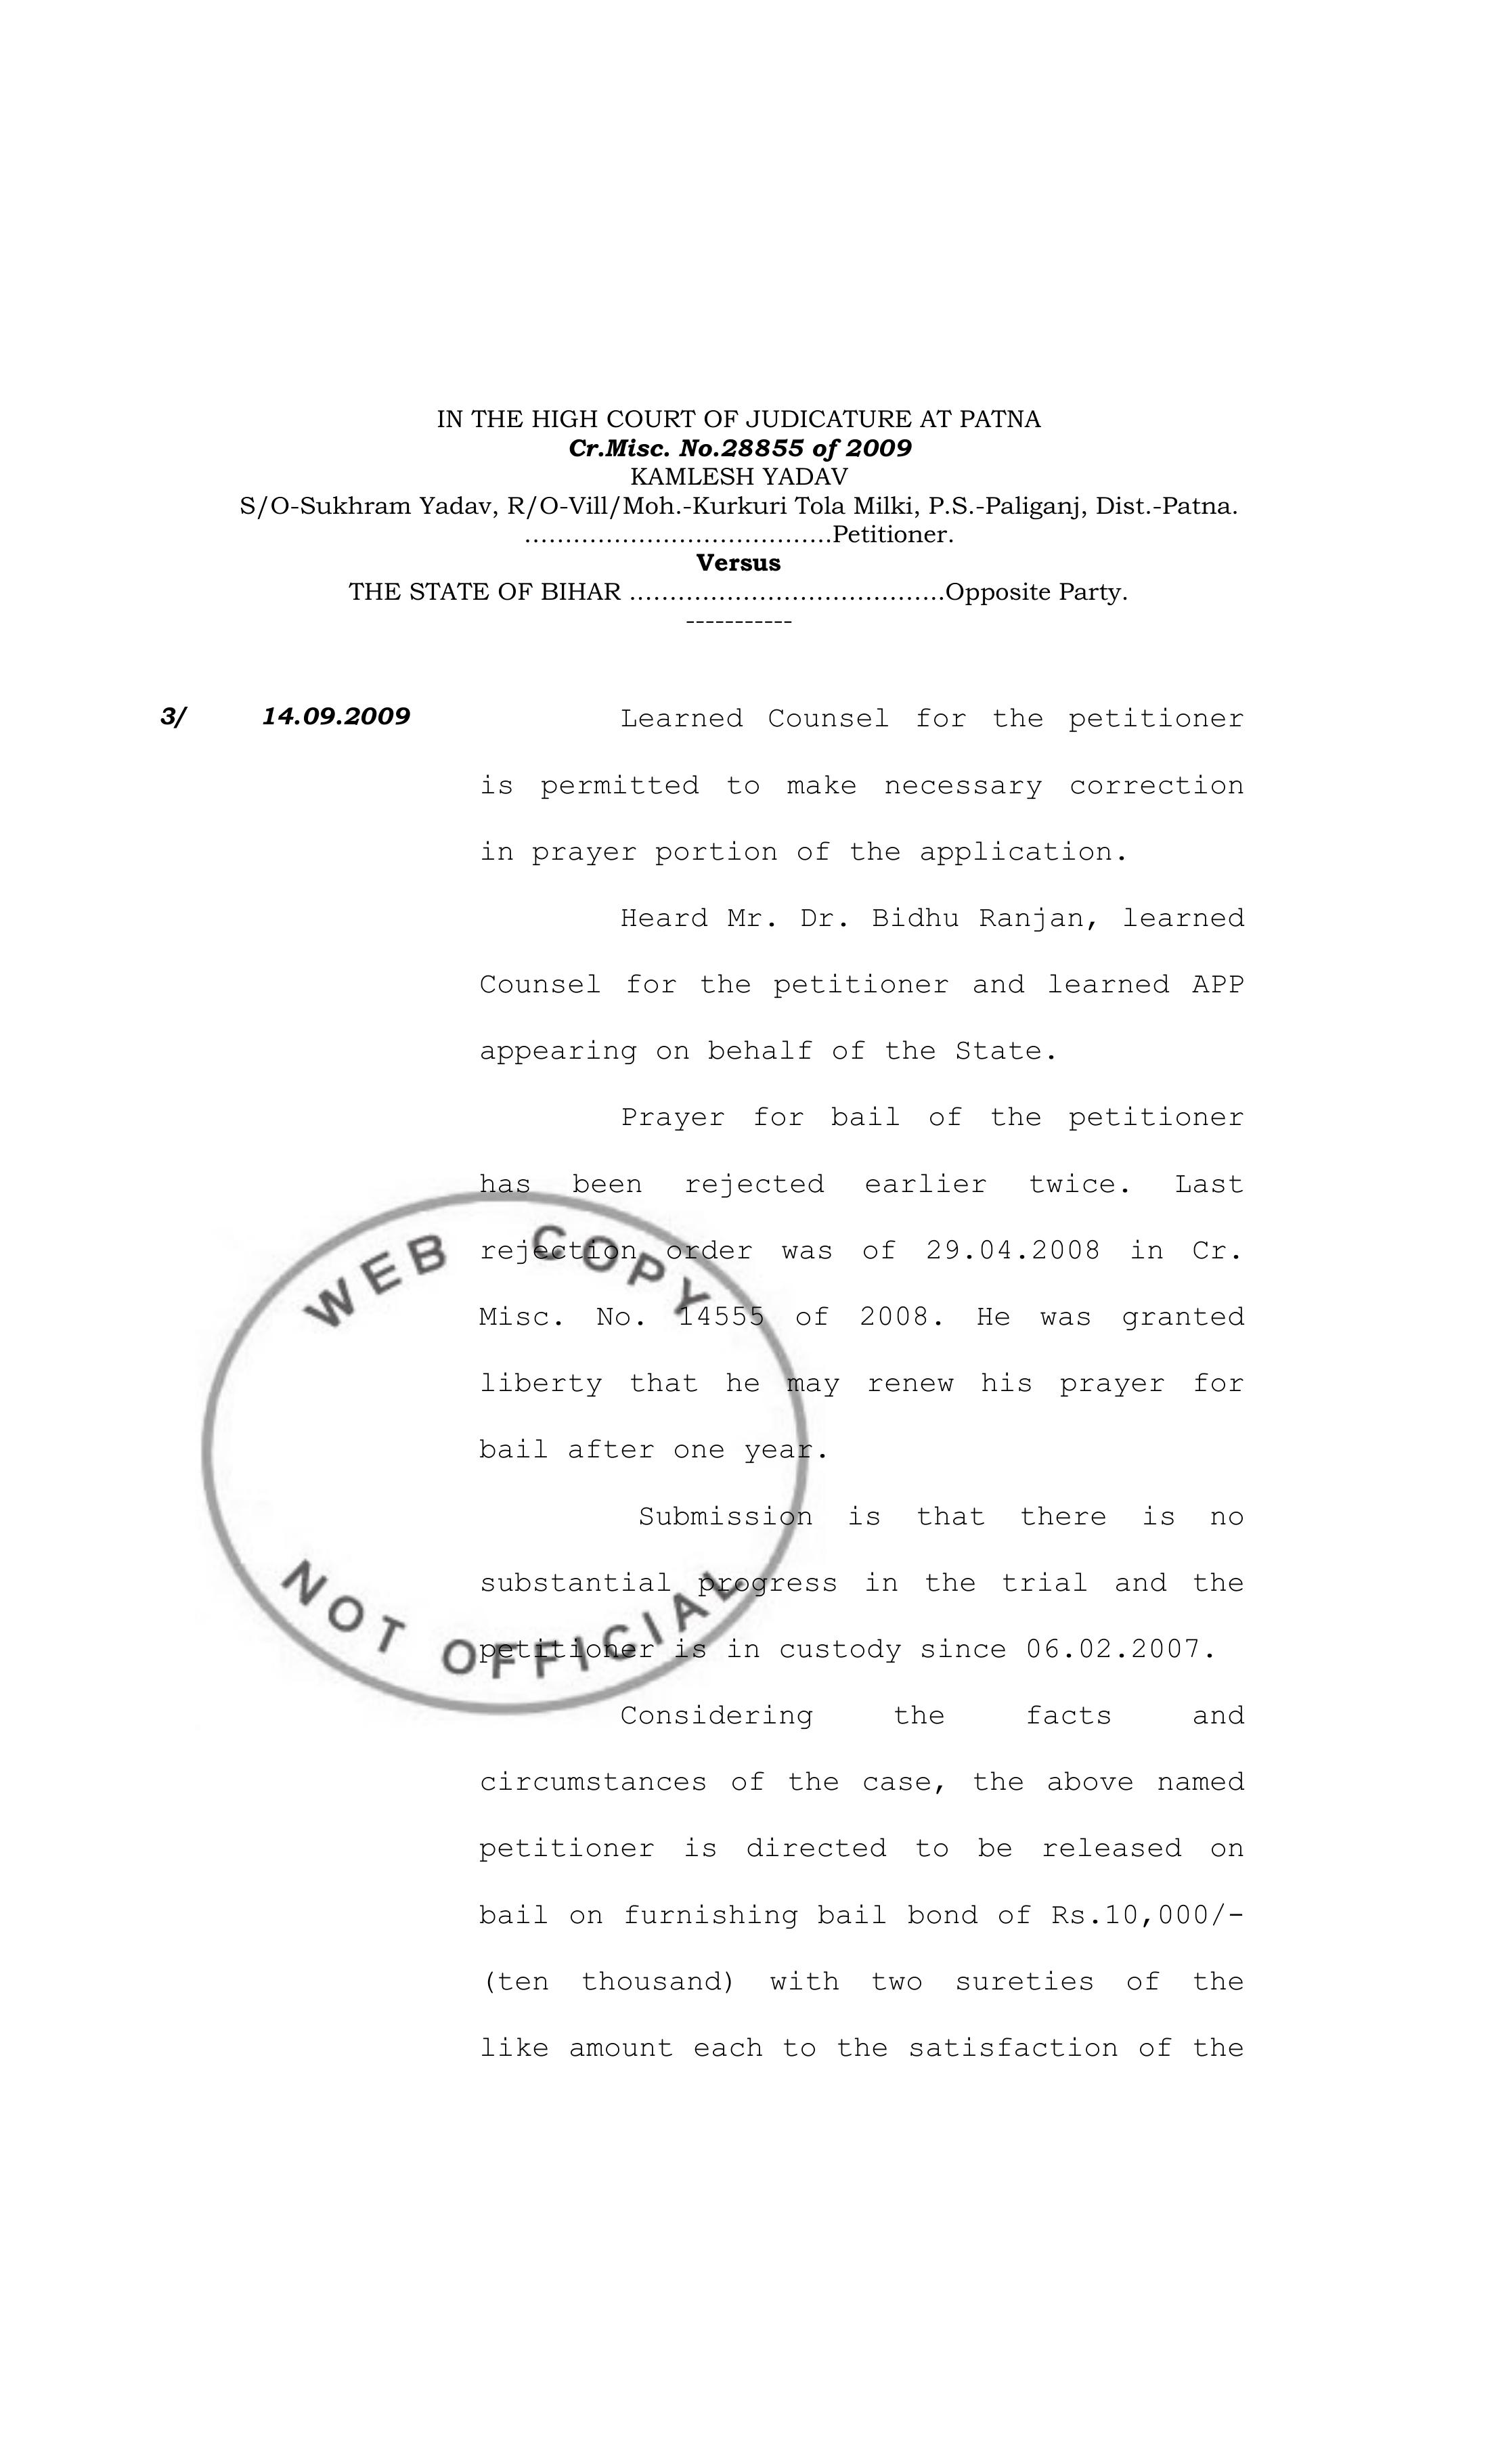 IN THE HIGH COURT OF JUDICATURE AT PATNA
Cr.Misc. No.28855 of 2009
KAMLESH YADAV
S/O-Sukhram Yadav, R/O-Vill/Moh.-Kurkuri Tola Milki, P.S.-Paliganj, Dist.-Patna.
......................................Petitioner.
Versus
THE STATE OF BIHAR .......................................Opposite Party.
-----------
3/ 14.09.2009 Learned Counsel for the petitioner
is permitted to make necessary correction
in prayer portion of the application.
Heard Mr. Dr. Bidhu Ranjan, learned
Counsel for the petitioner and learned APP
appearing on behalf of the State.
Prayer for bail of the petitioner
has been rejected earlier twice. Last
rejection order was of 29.04.2008 in Cr.
Misc. No. 14555 of 2008. He was granted
liberty that he may renew his prayer for
bail after one year.
Submission is that there is no
substantial progress in the trial and the
petitioner is in custody since 06.02.2007.
Considering the facts and
circumstances of the case, the above named
petitioner is directed to be released on
bail on furnishing bail bond of Rs.10,000/-
(ten thousand) with two sureties of the
like amount each to the satisfaction of the
WEB COPY
NOT OFFICIAL